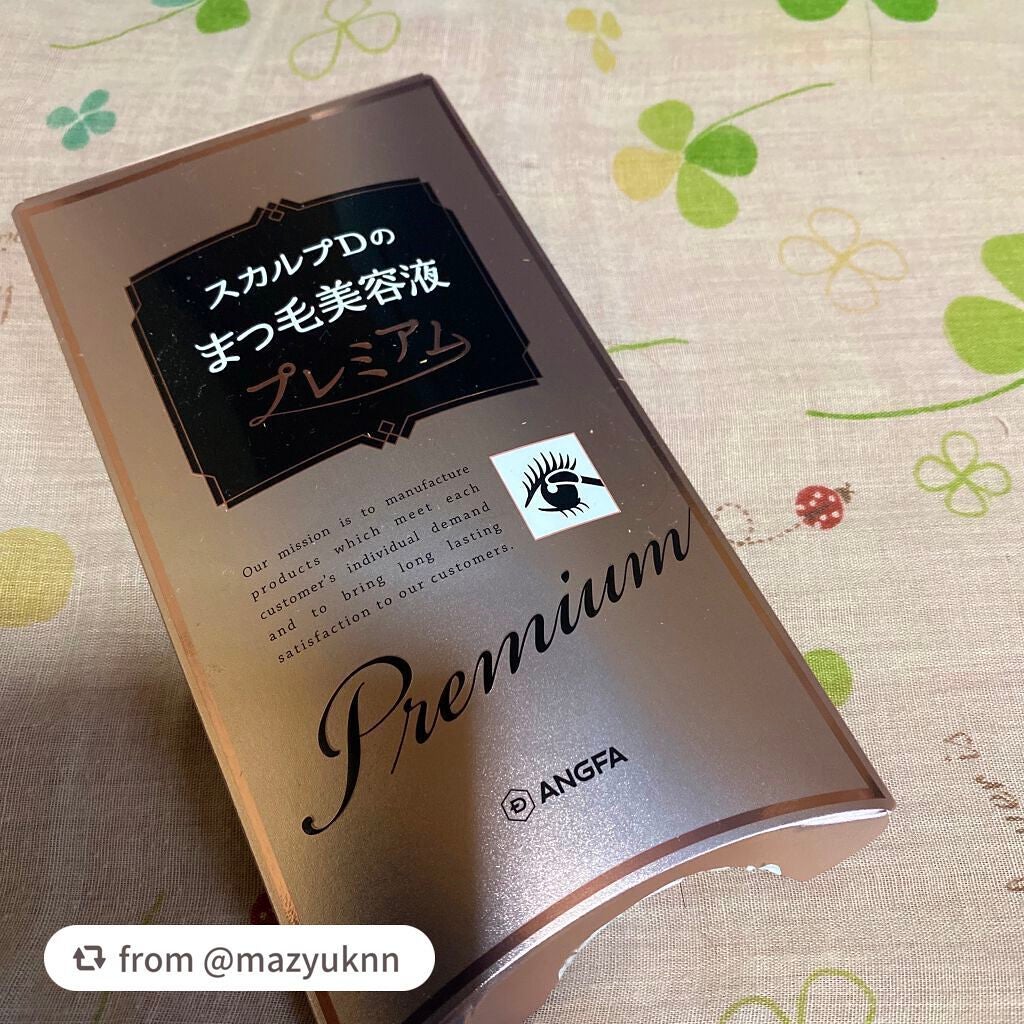 スカルプDの
まつ毛美容液
プレミアム
Our mission is to manufacture
products which meet each
customer's individual demand
and to bring long lasting
satisfaction to our customers.
Premium
ANGFA
from @mazyuknn